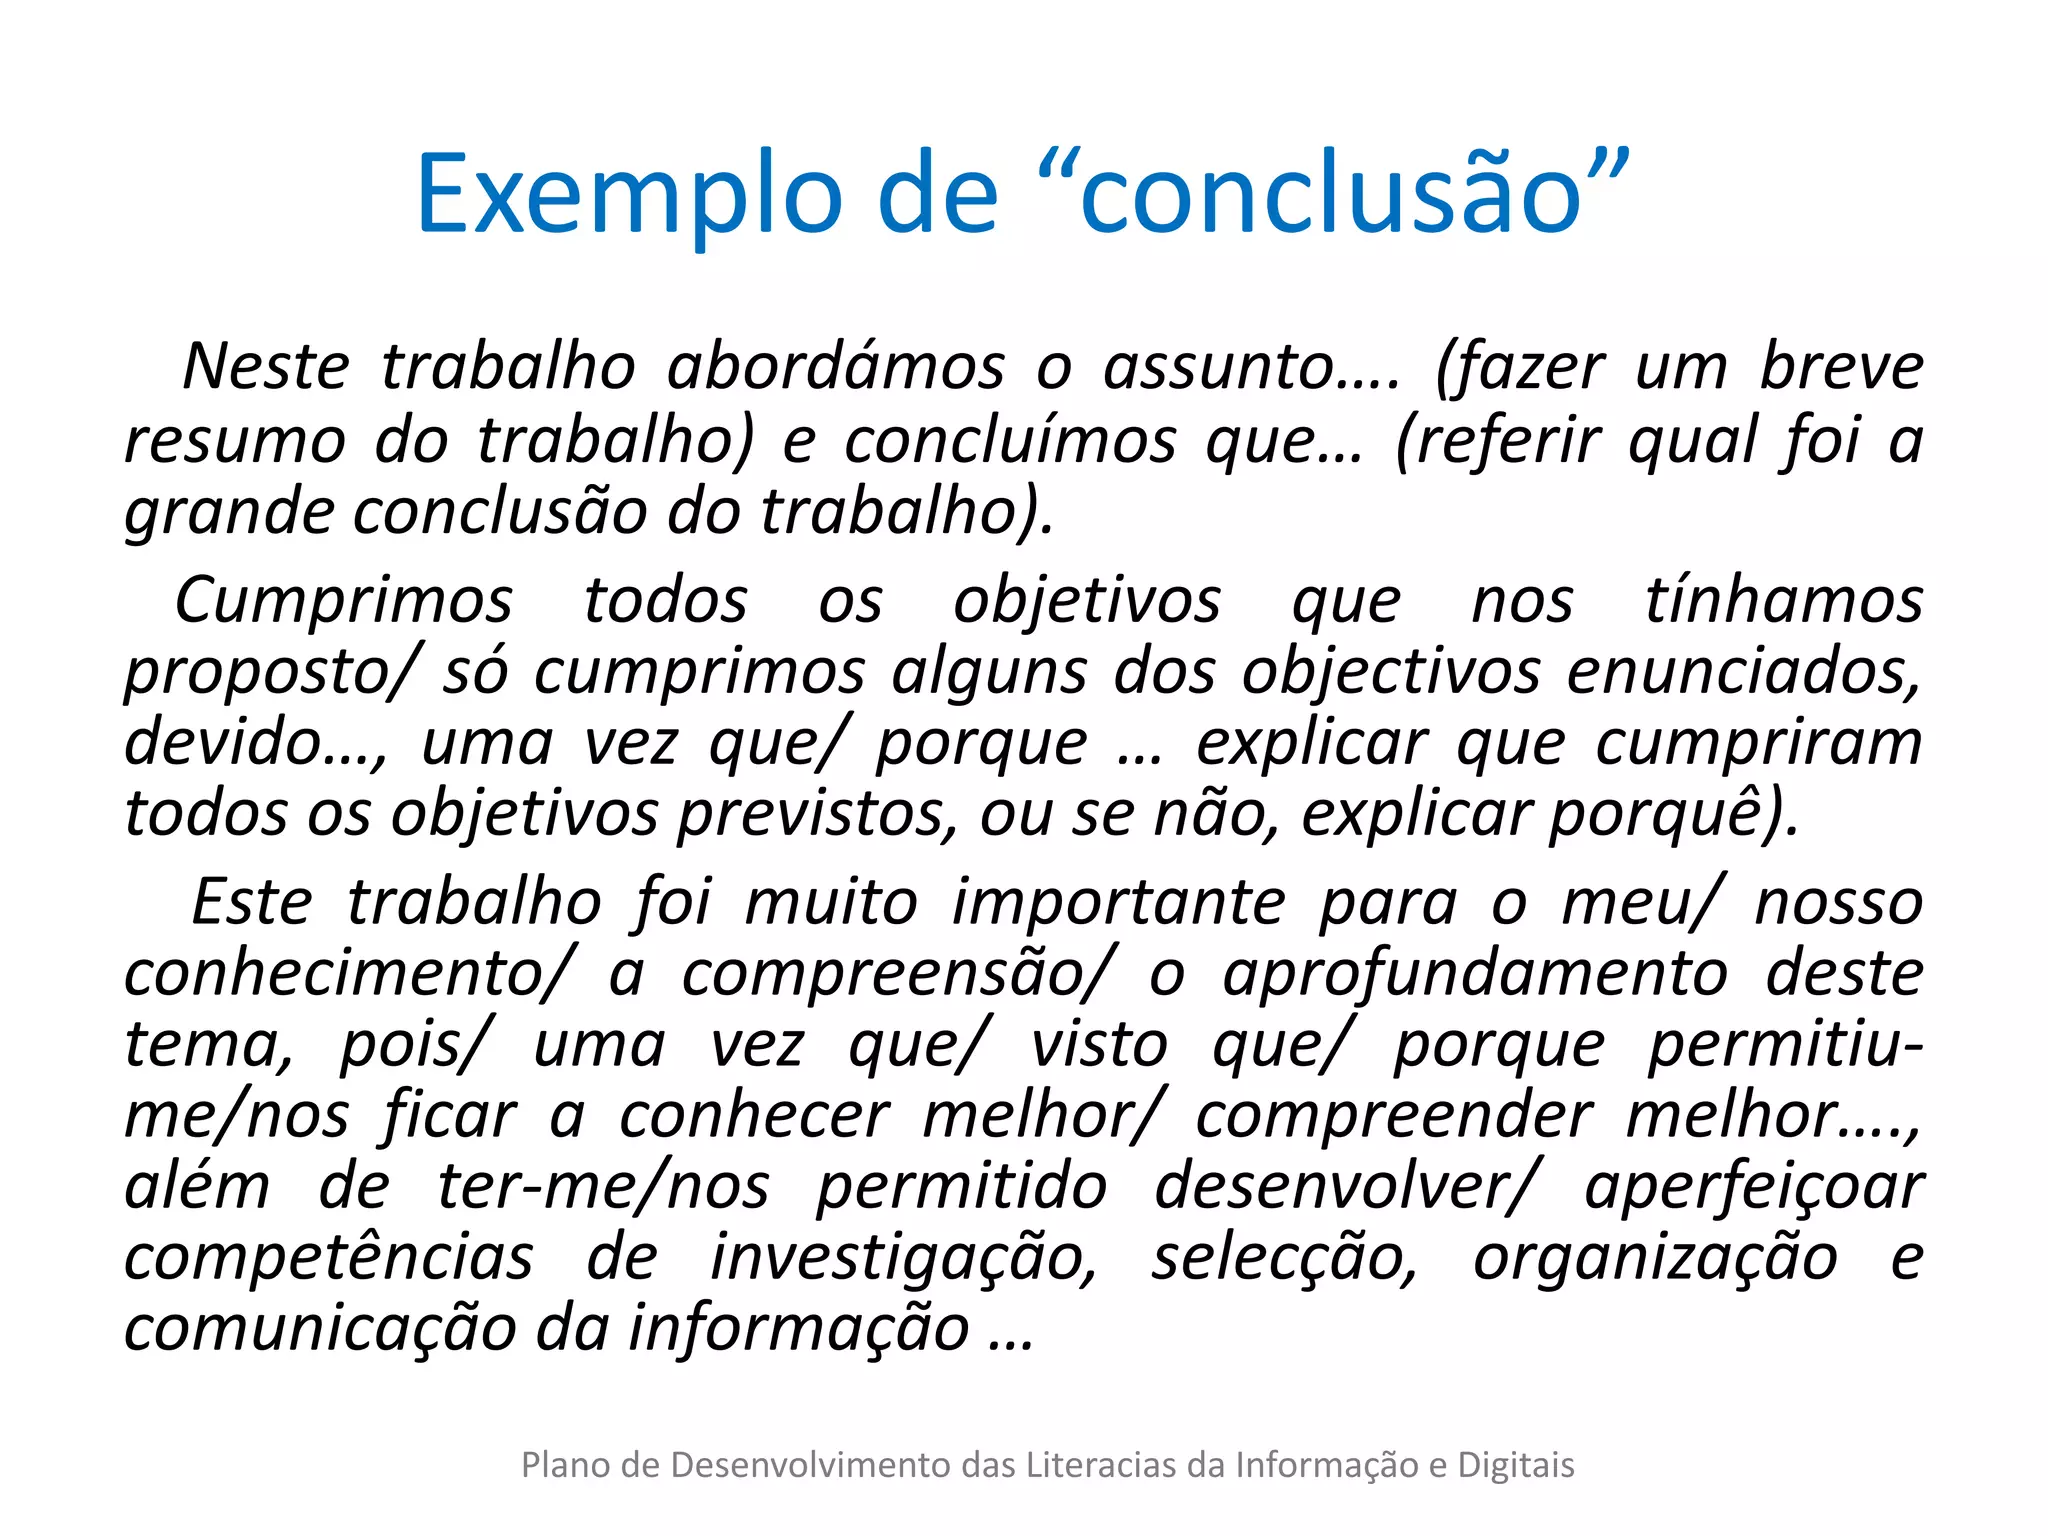 Exemplo de “conclusão”
Neste trabalho abordámos o assunto…. (fazer um breve
resumo do trabalho) e concluímos que… (referir qual foi a
grande conclusão do trabalho).
Cumprimos todos os objetivos que nos tínhamos
proposto/ só cumprimos alguns dos objectivos enunciados,
devido…, uma vez que/ porque … explicar que cumpriram
todos os objetivos previstos, ou se não, explicar porquê).
Este trabalho foi muito importante para o meu/ nosso
conhecimento/ a compreensão/ o aprofundamento deste
tema, pois/ uma vez que/ visto que/ porque permitiu-
me/nos ficar a conhecer melhor/ compreender melhor….,
além de ter-me/nos permitido desenvolver/ aperfeiçoar
competências de investigação, selecção, organização e
comunicação da informação …
Plano de Desenvolvimento das Literacias da Informação e Digitais